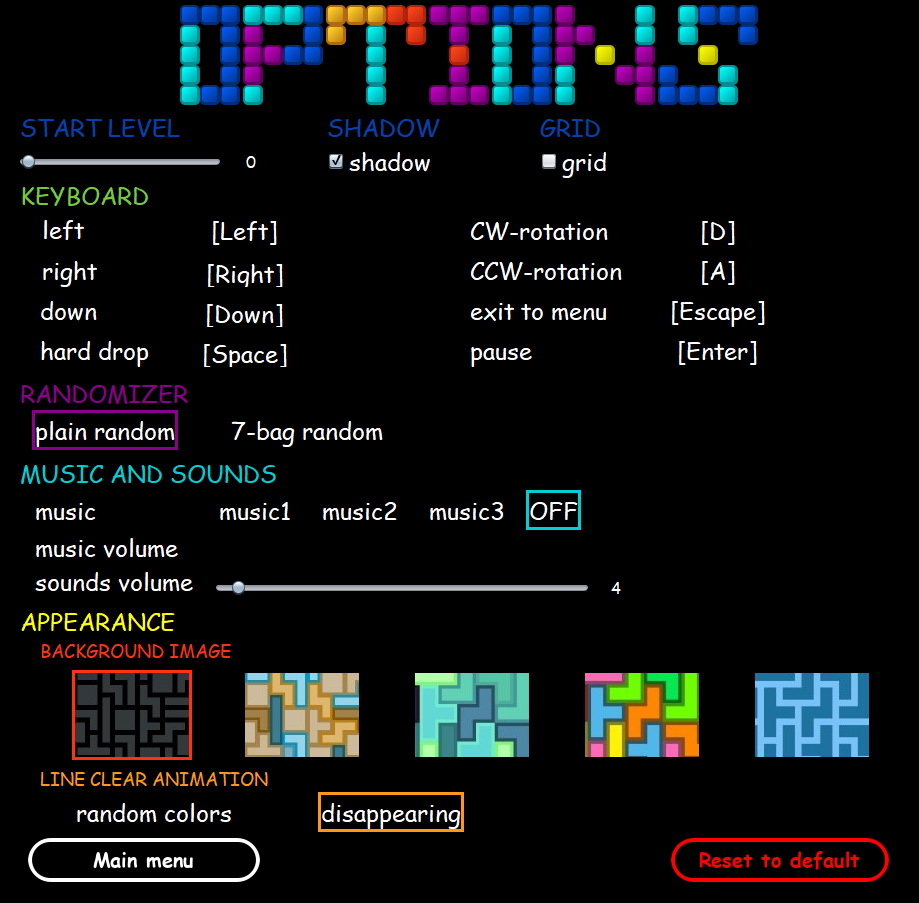 OPTIONS
START LEVEL SHADOW GRID
0 shadow grid
KEYBOARD
left [Left] CW-rotation [D]
right [Right] CCW-rotation [A]
down [Down] exit to menu [Escape]
hard drop [Space] pause [Enter]
RANDOMIZER
plain random 7-bag random
MUSIC AND SOUNDS
music music1 music2 music3 OFF
music volume
sounds volume 4
APPEARANCE
BACKGROUND IMAGE
LINE CLEAR ANIMATION
random colors disappearing
Main menu Reset to default